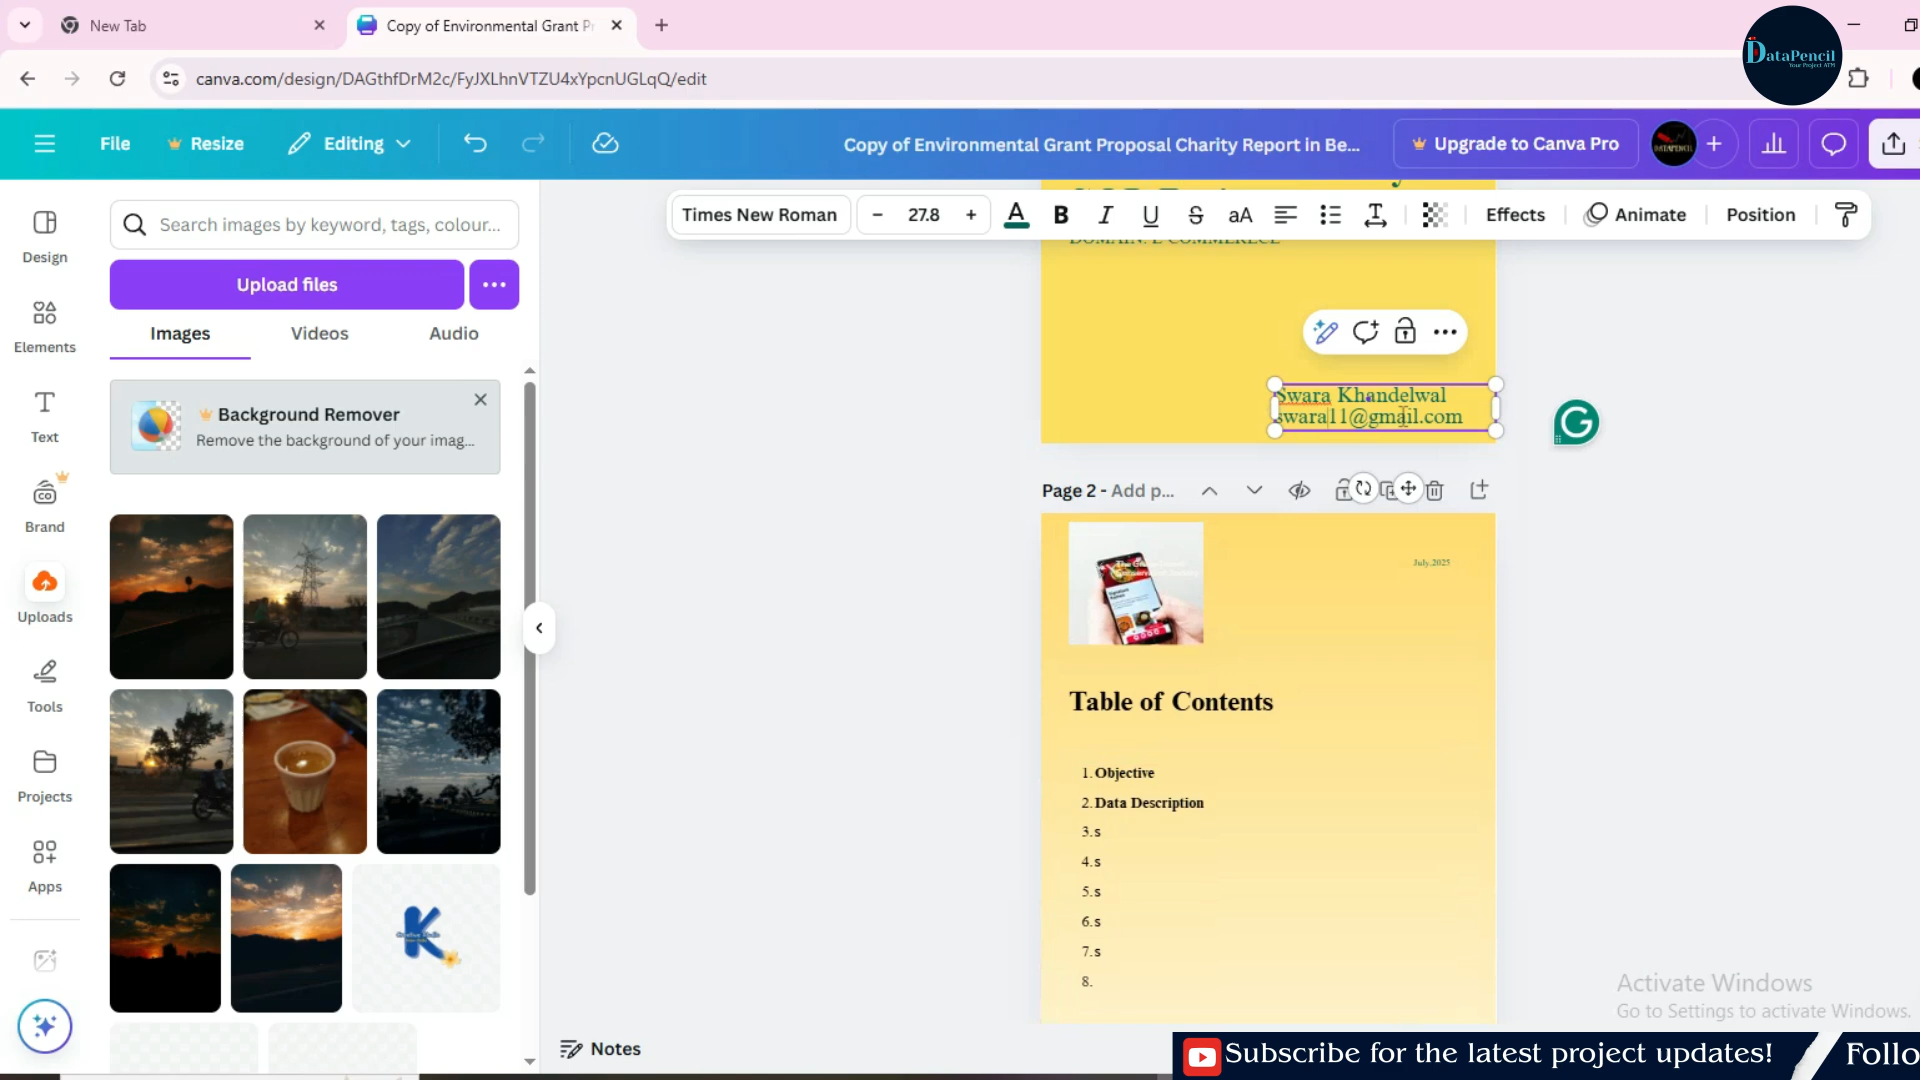 New Tab
Copy of Environmental Grant Pr
DataPencil
Your Project ATM
canva.com/design/DAGthfDrM2c/FyJXLhnVTZU4xYpcnUGLqQ/edit
File
Resize
Editing
Copy of Environmental Grant Proposal Charity Report in Be...
Upgrade to Canva Pro
Design
Elements
Text
Brand
Uploads
Tools
Projects
Apps
Search images by keyword, tags, colour...
Upload files
Images
Videos
Audio
Background Remover
Remove the background of your imag...
Times New Roman
27.8
Effects
Animate
Position
DOMAIN: E-COMMERECE
Swara Khandelwal
swara11@gmail.com
Page 2 - Add p...
July,2025
Table of Contents
1. Objective
2. Data Description
3. s
4. s
5. s
6. s
7. s
8.
Notes
Activate Windows
Go to Settings to activate Windows.
Subscribe for the latest project updates!
Follo